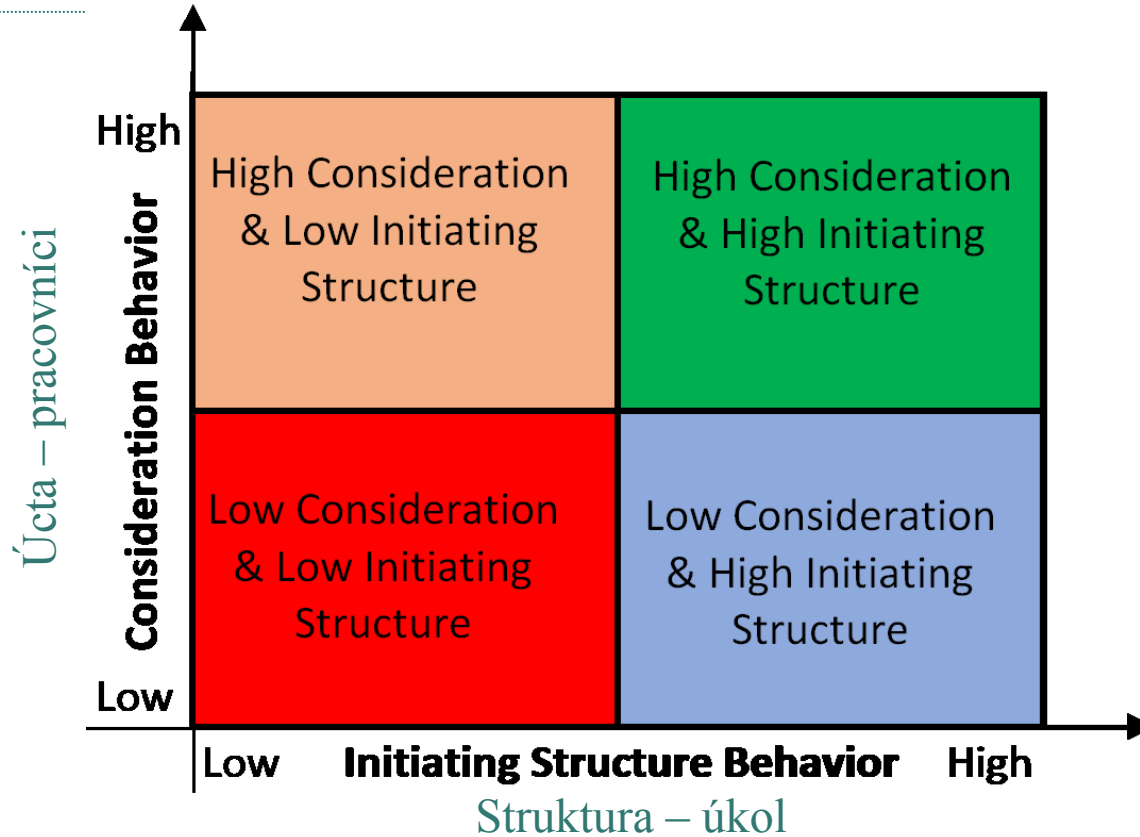 High
High Consideration
& Low Initiating
Structure
High Consideration
& High Initiating
Structure
Úcta – pracovníci
Consideration Behavior
Low Consideration
& Low Initiating
Structure
Low Consideration
& High Initiating
Structure
Low
Low
Initiating Structure Behavior
High
Struktura – úkol